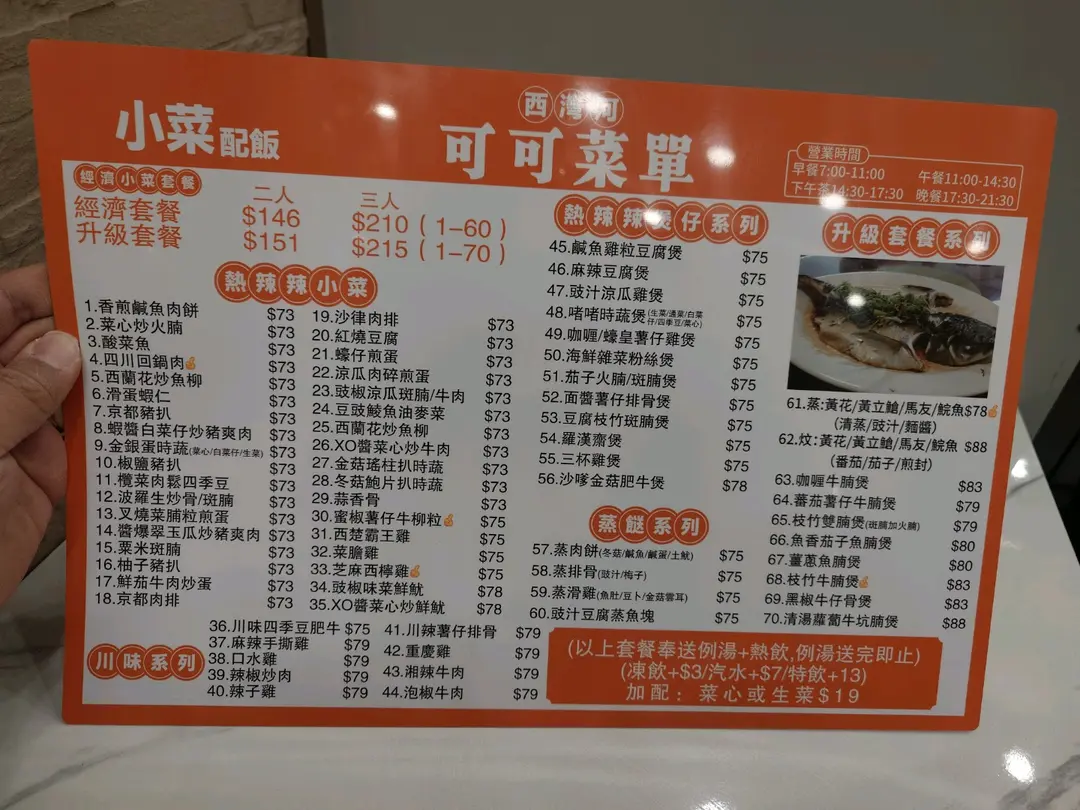 小菜配飯
西灣河
可可菜單
營業時間
早餐7:00-11:00 午餐11:00-14:30
下午茶14:30-17:30 晚餐17:30-21:30
經濟小菜套餐
二人 三人
經濟套餐 $146 $210 (1-60)
升級套餐 $151 $215 (1-70)
熱辣辣小菜
1.香煎鹹魚肉餅 $73
2.菜心炒火腩 $73
3.酸菜魚 $73
4.四川回鍋肉 $73
5.西蘭花炒魚柳 $73
6.滑蛋蝦仁 $73
7.京都豬扒 $73
8.蝦醬白菜仔炒豬爽肉 $73
9.金銀蛋時蔬(菜心/白菜仔/生菜) $73
10.椒鹽豬扒 $73
11.欖菜肉鬆四季豆 $73
12.波羅生炒骨/斑腩 $73
13.叉燒菜脯粒煎蛋 $73
14.醬爆翠玉瓜炒豬爽肉 $73
15.粟米斑腩 $73
16.柚子豬扒 $73
17.鮮茄牛肉炒蛋 $73
18.京都肉排 $73
19.沙律肉排 $73
20.紅燒豆腐 $73
21.蠔仔煎蛋 $73
22.涼瓜肉碎煎蛋 $73
23.豉椒涼瓜斑腩/牛肉 $73
24.豆豉鯪魚油麥菜 $73
25.西蘭花炒魚柳 $73
26.XO醬菜心炒牛肉 $73
27.金菇瑤柱扒時蔬 $73
28.冬菇鮑片扒時蔬 $73
29.蒜香骨 $73
30.蜜椒薯仔牛柳粒 $75
31.西楚霸王雞 $75
32.菜膽雞 $75
33.芝麻西檸雞 $75
34.豉椒味菜鮮魷 $78
35.XO醬菜心炒鮮魷 $78
川味系列
36.川味四季豆肥牛 $75
37.麻辣手撕雞 $79
38.口水雞 $79
39.辣椒炒肉 $79
40.辣子雞 $79
41.川辣薯仔排骨 $79
42.重慶雞 $79
43.湘辣牛肉 $79
44.泡椒牛肉 $79
熱辣辣煲仔系列
45.鹹魚雞粒豆腐煲 $75
46.麻辣豆腐煲 $75
47.豉汁涼瓜雞煲 $75
48.啫啫時蔬煲(生菜/通菜/白菜仔/四季豆/菜心) $75
49.咖喱/蠔皇薯仔雞煲 $75
50.海鮮雜菜粉絲煲 $75
51.茄子火腩/斑腩煲 $75
52.面醬薯仔排骨煲 $75
53.豆腐枝竹斑腩煲 $75
54.羅漢齋煲 $75
55.三杯雞煲 $75
56.沙嗲金菇肥牛煲 $78
蒸餸系列
57.蒸肉餅(冬菇/鹹魚/鹹蛋/土魷) $75
58.蒸排骨(豉汁/梅子) $75
59.蒸滑雞(魚肚/豆卜/金菇雲耳) $75
60.豉汁豆腐蒸魚塊 $75
升級套餐系列
61.蒸:黃花/黃立鯧/馬友/鯇魚$78
(清蒸/豉汁/麵醬)
62.炆:黃花/黃立鯧/馬友/鯇魚 $88
(番茄/茄子/煎封)
63.咖喱牛腩煲 $83
64.蕃茄薯仔牛腩煲 $79
65.枝竹雙腩煲(斑腩加火腩) $79
66.魚香茄子魚腩煲 $80
67.薑蔥魚腩煲 $80
68.枝竹牛腩煲 $83
69.黑椒牛仔骨煲 $83
70.清湯蘿蔔牛坑腩煲 $88
(以上套餐奉送例湯+熱飲,例湯送完即止)
(凍飲+$3/汽水+$7/特飲+13)
加配：菜心或生菜$19